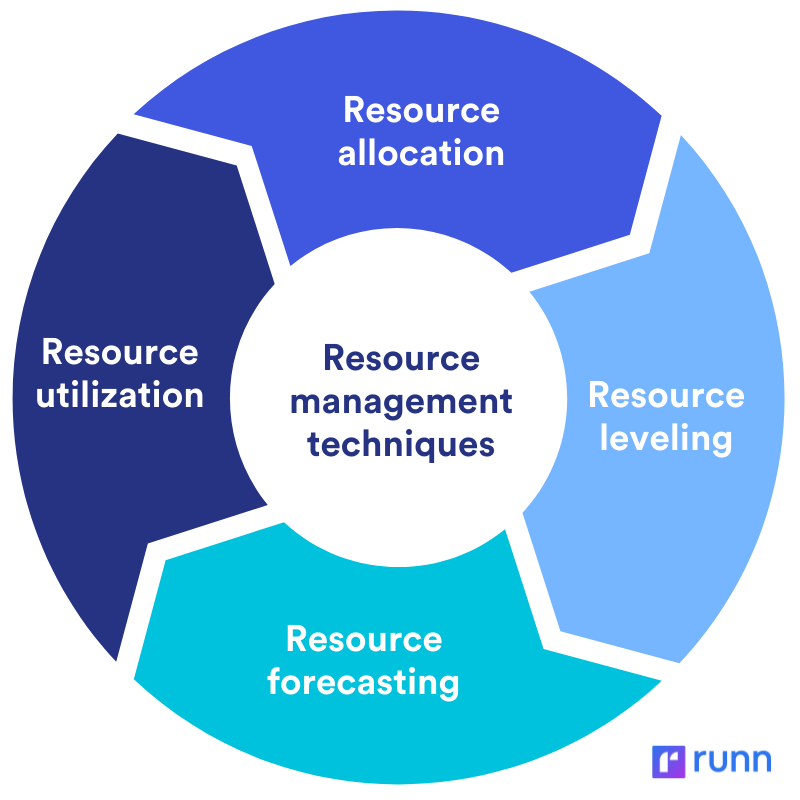 Resource
allocation
Resource
leveling
Resource
forecasting
Resource
utilization
Resource
management
techniques
runn